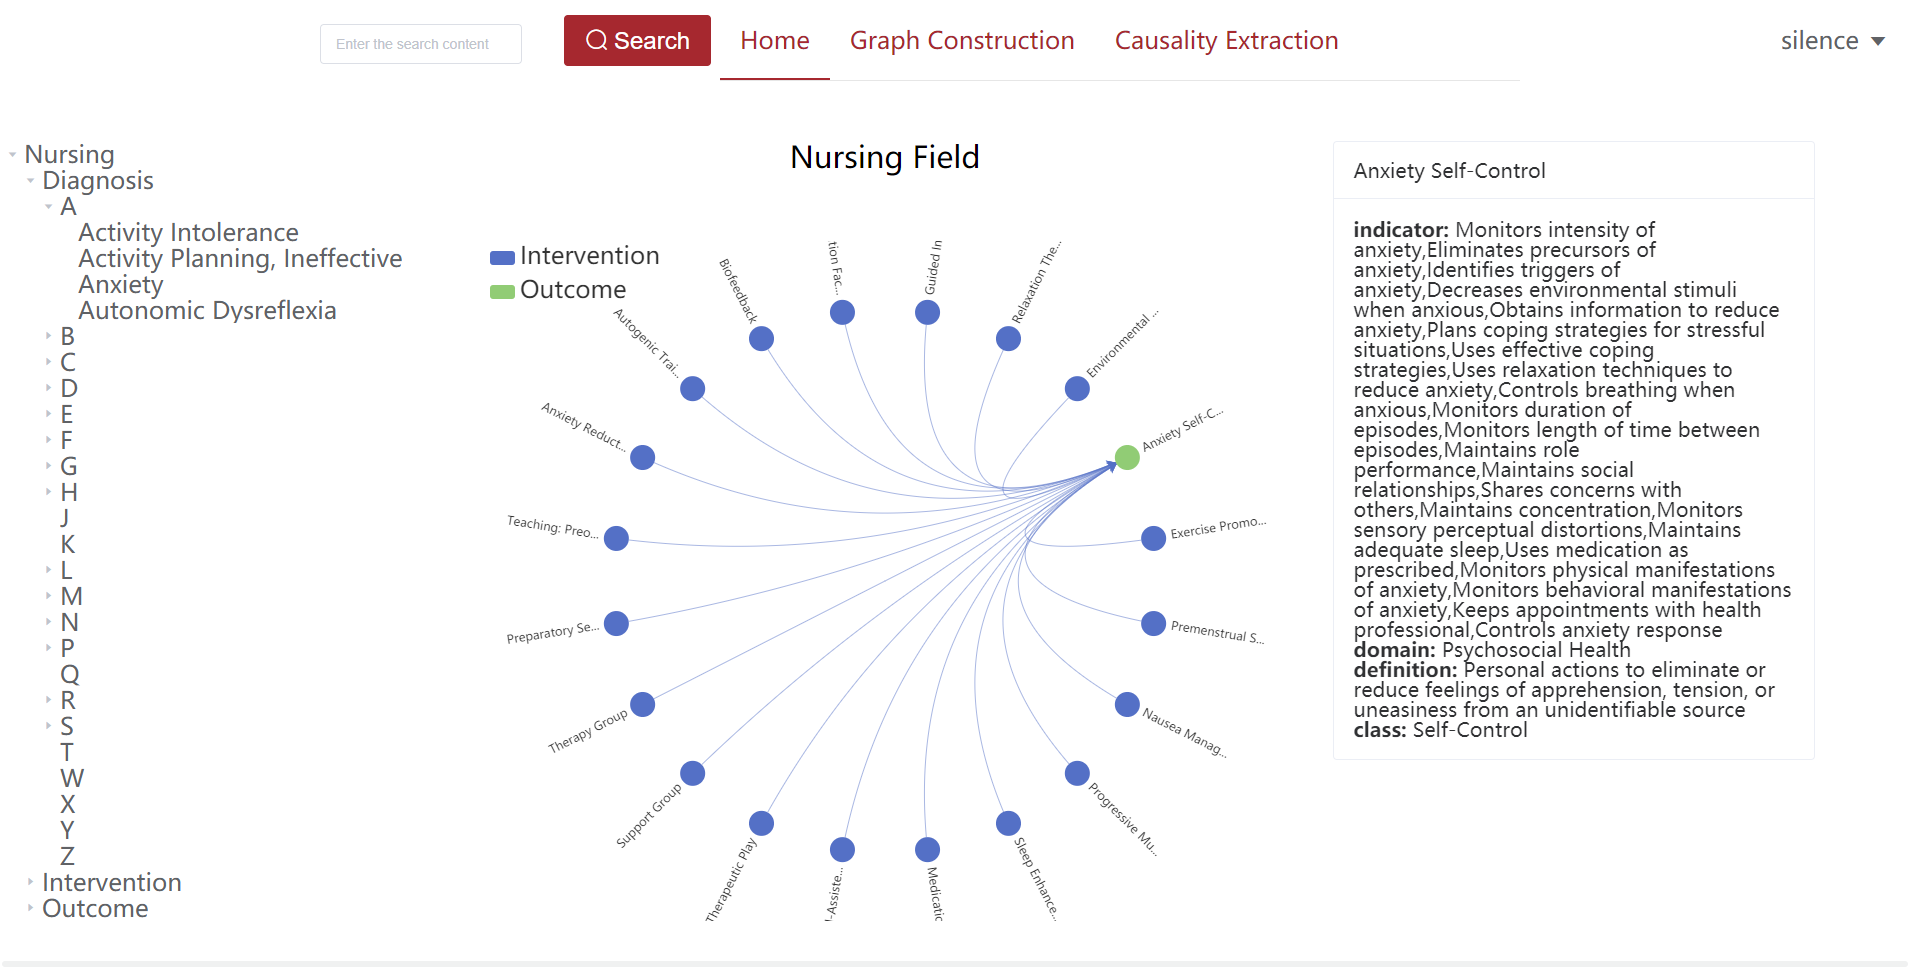 Enter the search content
Search
Home
Graph Construction
Causality Extraction
silence
Nursing
Diagnosis
A
Activity Intolerance
Activity Planning, Ineffective
Anxiety
Autonomic Dysreflexia
B
C
D
E
F
G
H
J
K
L
M
N
P
Q
R
S
T
W
X
Y
Z
Intervention
Outcome
Nursing Field
Intervention
Outcome
tion Fac...
Guided In
Relaxation The...
Environmental ...
Anxiety Self-C...
Exercise Promo...
Premenstrual S...
Nausea Manag...
Progressive Mu...
Sleep Enhance...
Medicatic
l-Assiste...
Therapeutic Play
Support Group
Therapy Group
Preparatory Se...
Teaching: Preo...
Anxiety Reduct...
Autogenic Trai...
Biofeedback
Anxiety Self-Control
indicator: Monitors intensity of
anxiety,Eliminates precursors of
anxiety,Identifies triggers of
anxiety,Decreases environmental stimuli
when anxious,Obtains information to reduce
anxiety,Plans coping strategies for stressful
situations,Uses effective coping
strategies,Uses relaxation techniques to
reduce anxiety,Controls breathing when
anxious,Monitors duration of
episodes,Monitors length of time between
episodes,Maintains role
performance,Maintains social
relationships,Shares concerns with
others,Maintains concentration,Monitors
sensory perceptual distortions,Maintains
adequate sleep,Uses medication as
prescribed,Monitors physical manifestations
of anxiety,Monitors behavioral manifestations
of anxiety,Keeps appointments with health
professional,Controls anxiety response
domain: Psychosocial Health
definition: Personal actions to eliminate or
reduce feelings of apprehension, tension, or
uneasiness from an unidentifiable source
class: Self-Control